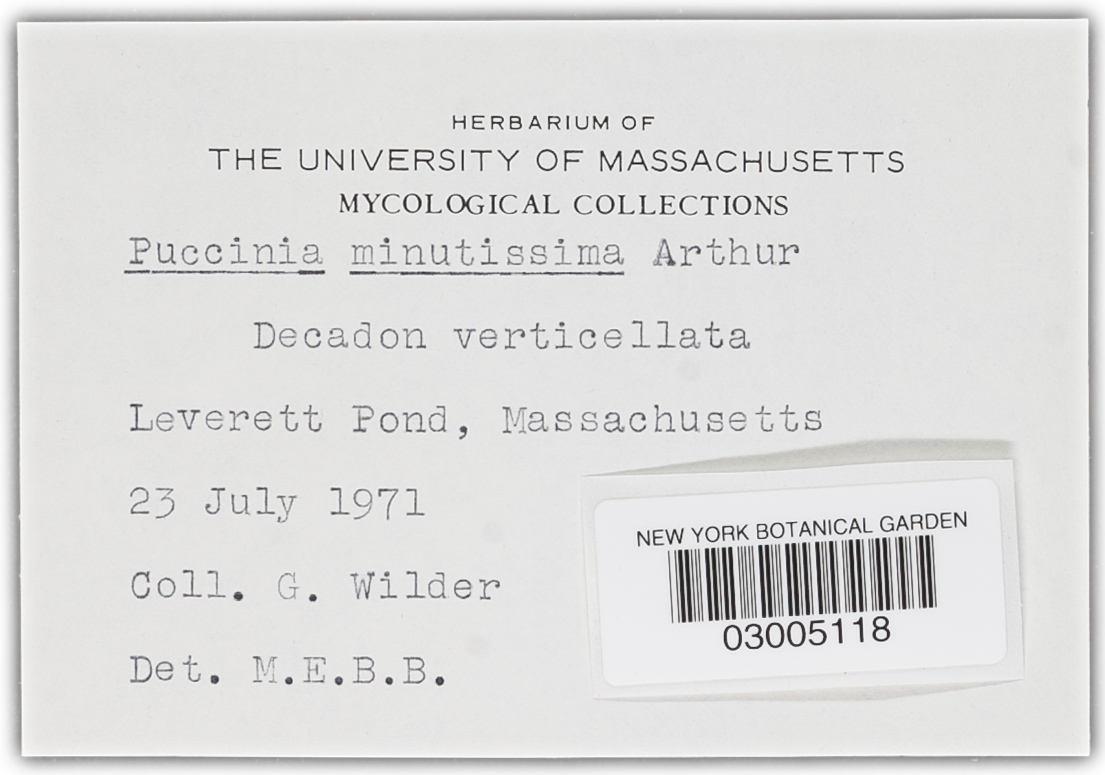 HERBARIUM OF
THE UNIVERSITY OF MASSACHUSETTS
MYCOLOGICAL COLLECTIONS
Puccinia minutissima Arthur
Decadon verticellata
Leverett Pond, Massachusetts
23 July 1971
Coll. G. Wilder
Det. M.E.B.B.
NEW YORK BOTANICAL GARDEN
03005118